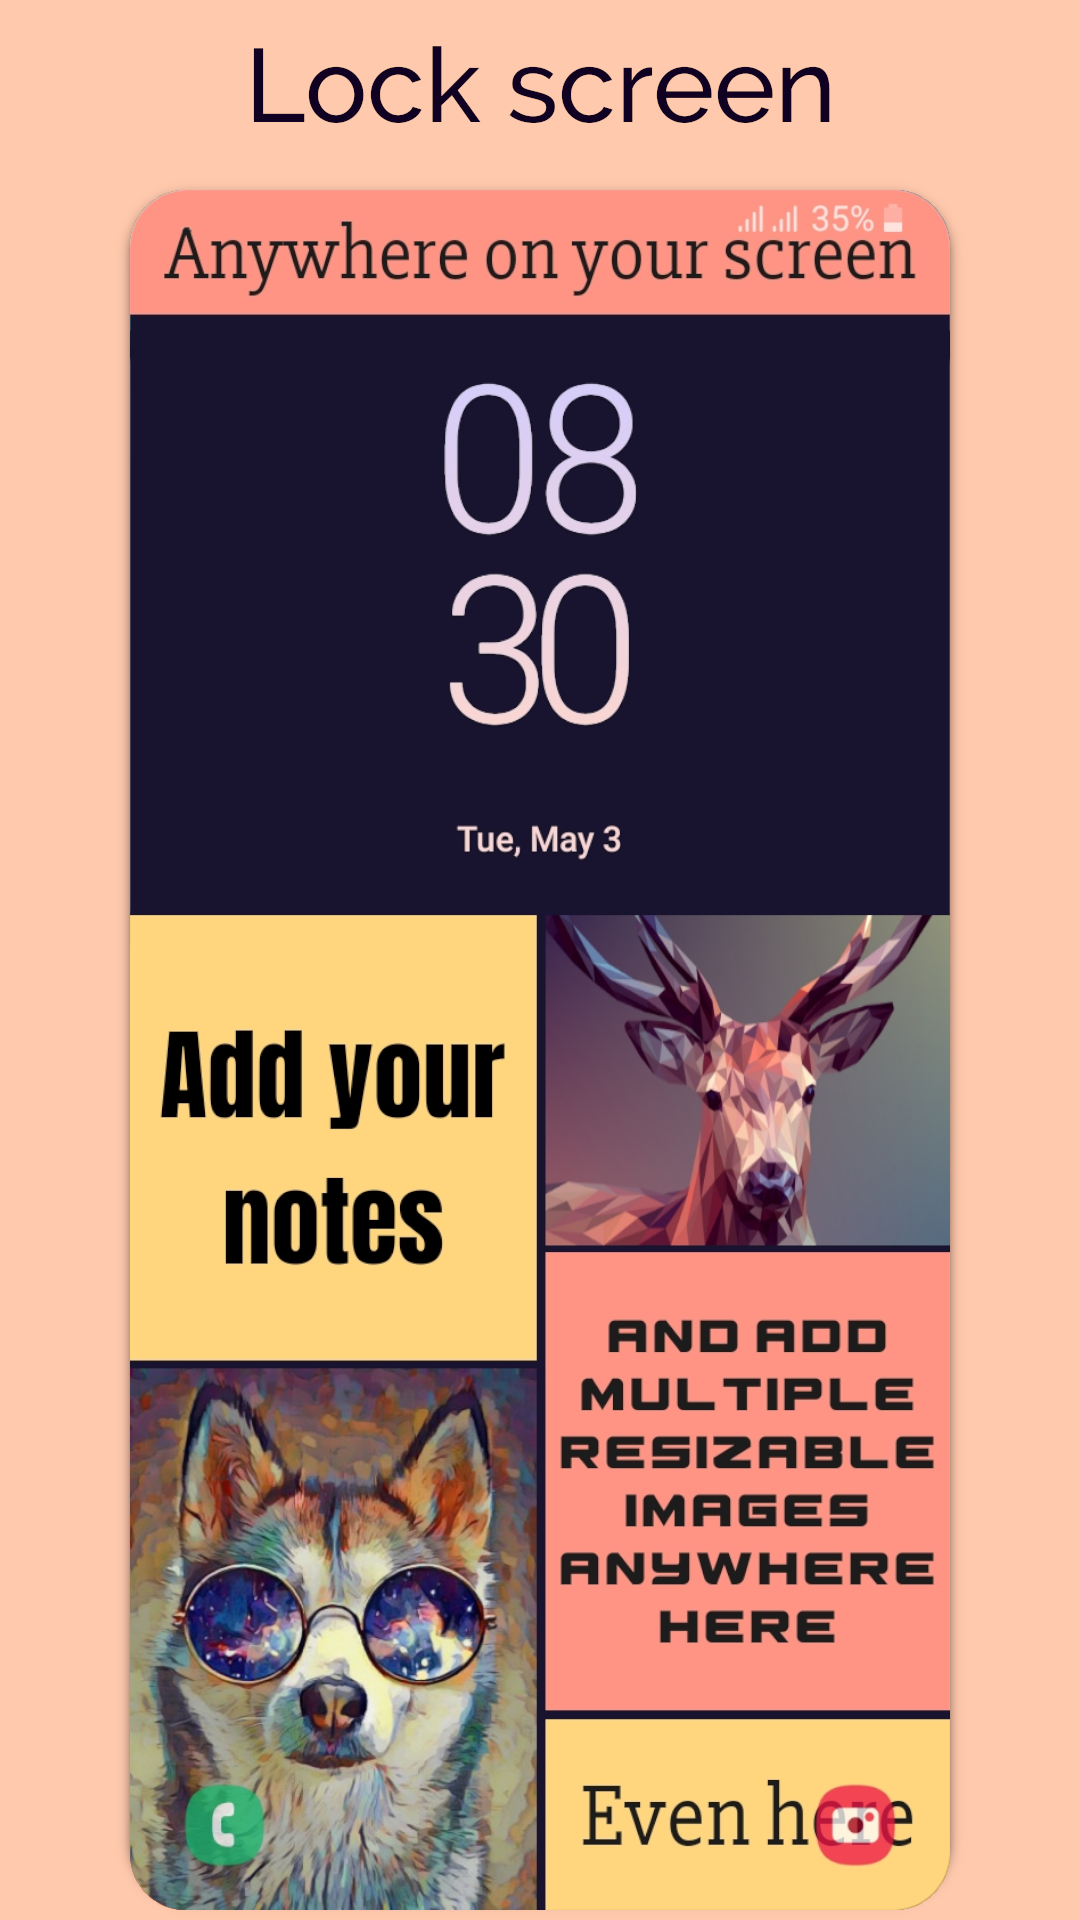 Lock screen
35%
Anywhere on your screen
08
30
Tue, May 3
Add your
notes
AND ADD
MULTIPLE
RESIZABLE
IMAGES
ANYWHERE
HERE
Even here